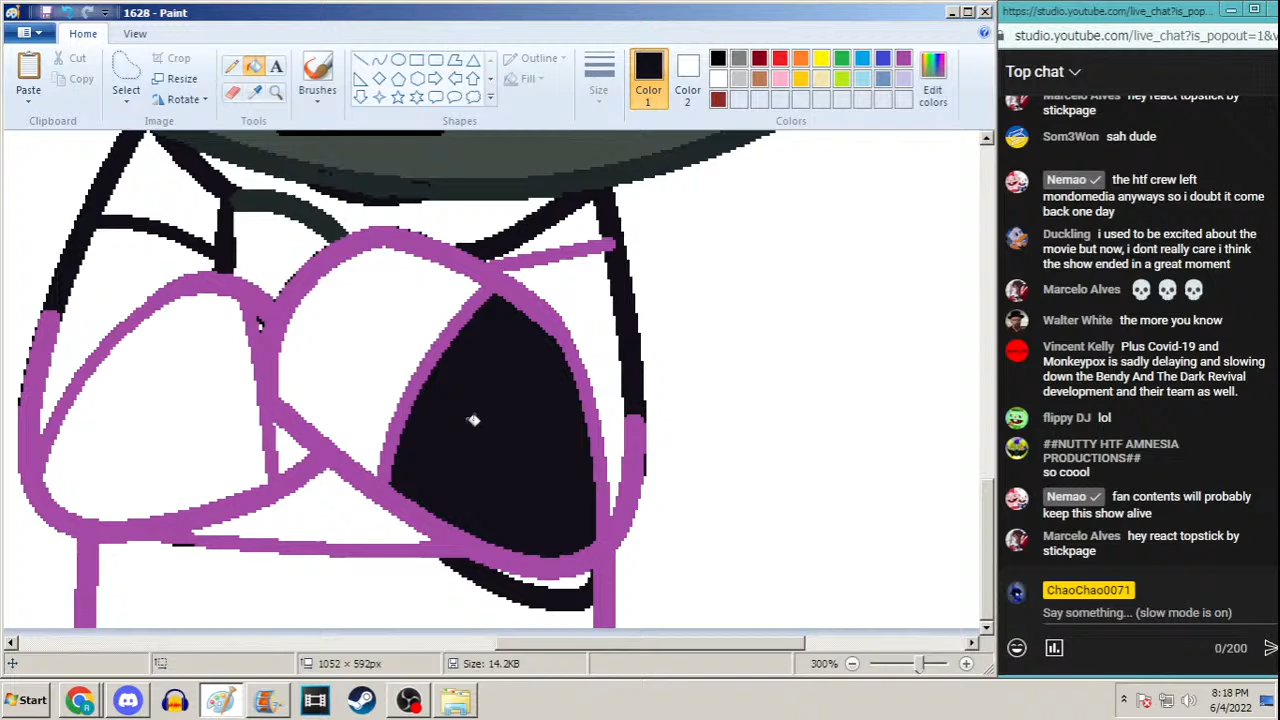 1628 - Paint
https://studio.youtube.com/live_chat?is_pop...
https://studio.youtube.com/live_chat?is_popout=1&v
Home
View
Paste
Cut
Copy
Clipboard
Select
Crop
Resize
Rotate
Image
A
Tools
Brushes
Shapes
Outline
Fill
Size
Color 1
Color 2
Colors
Edit colors
Top chat
Marcelo Alves hey react topstick by
stickpage
Som3Won sah dude
Nemao the htf crew left
mondomedia anyways so i doubt it come
back one day
Duckling i used to be excited about the
movie but now, i dont really care i think
the show ended in a great moment
Marcelo Alves 💀 💀 💀
Walter White the more you know
Vincent Kelly Plus Covid-19 and
Monkeypox is sadly delaying and slowing
down the Bendy And The Dark Revival
development and their team as well.
flippy DJ lol
##NUTTY HTF AMNESIA
PRODUCTIONS##
so coool
Nemao fan contents will probably
keep this show alive
Marcelo Alves hey react topstick by
stickpage
ChaoChao0071
Say something... (slow mode is on)
0/200
1052 × 592px
Size: 14.2KB
300%
Start
8:18 PM
6/4/2022